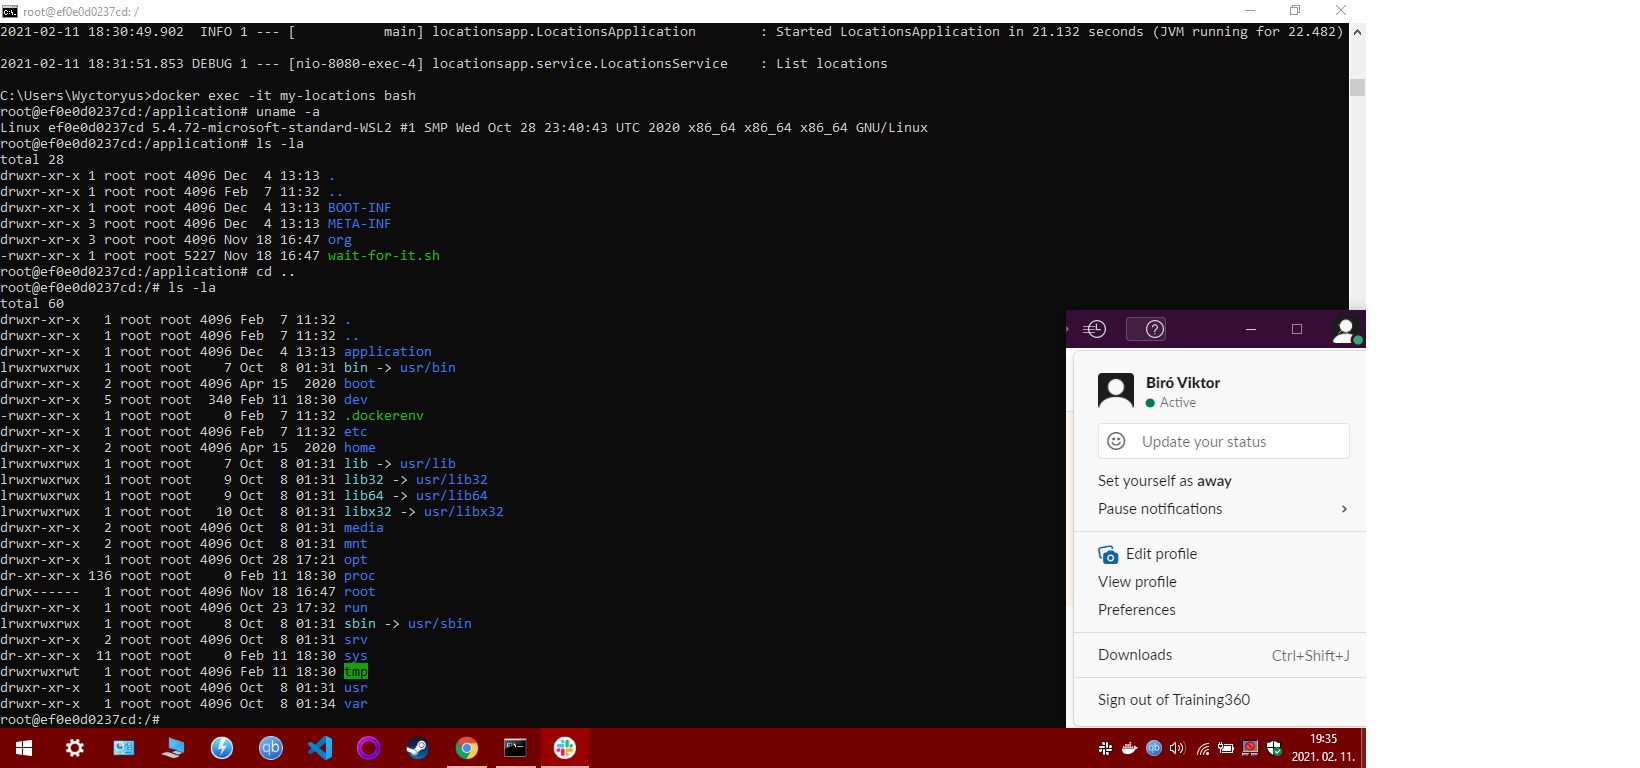 root@ef0e0d0237cd: /
2021-02-11 18:30:49.902  INFO 1 --- [           main] locationsapp.LocationsApplication        : Started LocationsApplication in 21.132 seconds (JVM running for 22.482)
2021-02-11 18:31:51.853 DEBUG 1 --- [nio-8080-exec-4] locationsapp.service.LocationsService    : List locations
C:\Users\Wyctoryus>docker exec -it my-locations bash
root@ef0e0d0237cd:/application# uname -a
Linux ef0e0d0237cd 5.4.72-microsoft-standard-WSL2 #1 SMP Wed Oct 28 23:40:43 UTC 2020 x86_64 x86_64 x86_64 GNU/Linux
root@ef0e0d0237cd:/application# ls -la
total 28
drwxr-xr-x 1 root root 4096 Dec  4 13:13 .
drwxr-xr-x 1 root root 4096 Feb  7 11:32 ..
drwxr-xr-x 1 root root 4096 Dec  4 13:13 BOOT-INF
drwxr-xr-x 3 root root 4096 Dec  4 13:13 META-INF
drwxr-xr-x 3 root root 4096 Nov 18 16:47 org
-rwxr-xr-x 1 root root 5227 Nov 18 16:47 wait-for-it.sh
root@ef0e0d0237cd:/application# cd ..
root@ef0e0d0237cd:/# ls -la
total 60
drwxr-xr-x   1 root root 4096 Feb  7 11:32 .
drwxr-xr-x   1 root root 4096 Feb  7 11:32 ..
drwxr-xr-x   1 root root 4096 Dec  4 13:13 application
lrwxrwxrwx   1 root root    7 Oct  8 01:31 bin -> usr/bin
drwxr-xr-x   2 root root 4096 Apr 15  2020 boot
drwxr-xr-x   5 root root  340 Feb 11 18:30 dev
-rwxr-xr-x   1 root root    0 Feb  7 11:32 .dockerenv
drwxr-xr-x   1 root root 4096 Feb  7 11:32 etc
drwxr-xr-x   2 root root 4096 Apr 15  2020 home
lrwxrwxrwx   1 root root    7 Oct  8 01:31 lib -> usr/lib
lrwxrwxrwx   1 root root    9 Oct  8 01:31 lib32 -> usr/lib32
lrwxrwxrwx   1 root root    9 Oct  8 01:31 lib64 -> usr/lib64
lrwxrwxrwx   1 root root   10 Oct  8 01:31 libx32 -> usr/libx32
drwxr-xr-x   2 root root 4096 Oct  8 01:31 media
drwxr-xr-x   2 root root 4096 Oct  8 01:31 mnt
drwxr-xr-x   1 root root 4096 Oct 28 17:21 opt
dr-xr-xr-x 136 root root    0 Feb 11 18:30 proc
drwx------   1 root root 4096 Nov 18 16:47 root
drwxr-xr-x   1 root root 4096 Oct 23 17:32 run
lrwxrwxrwx   1 root root    8 Oct  8 01:31 sbin -> usr/sbin
drwxr-xr-x   2 root root 4096 Oct  8 01:31 srv
dr-xr-xr-x  11 root root    0 Feb 11 18:30 sys
drwxrwxrwt   1 root root 4096 Feb 11 18:30 tmp
drwxr-xr-x   1 root root 4096 Oct  8 01:31 usr
drwxr-xr-x   1 root root 4096 Oct  8 01:34 var
root@ef0e0d0237cd:/#
Biró Viktor
Active
Update your status
Set yourself as away
Pause notifications
Edit profile
View profile
Preferences
Downloads Ctrl+Shift+J
Sign out of Training360
qb
qb
19:35
2021. 02. 11.